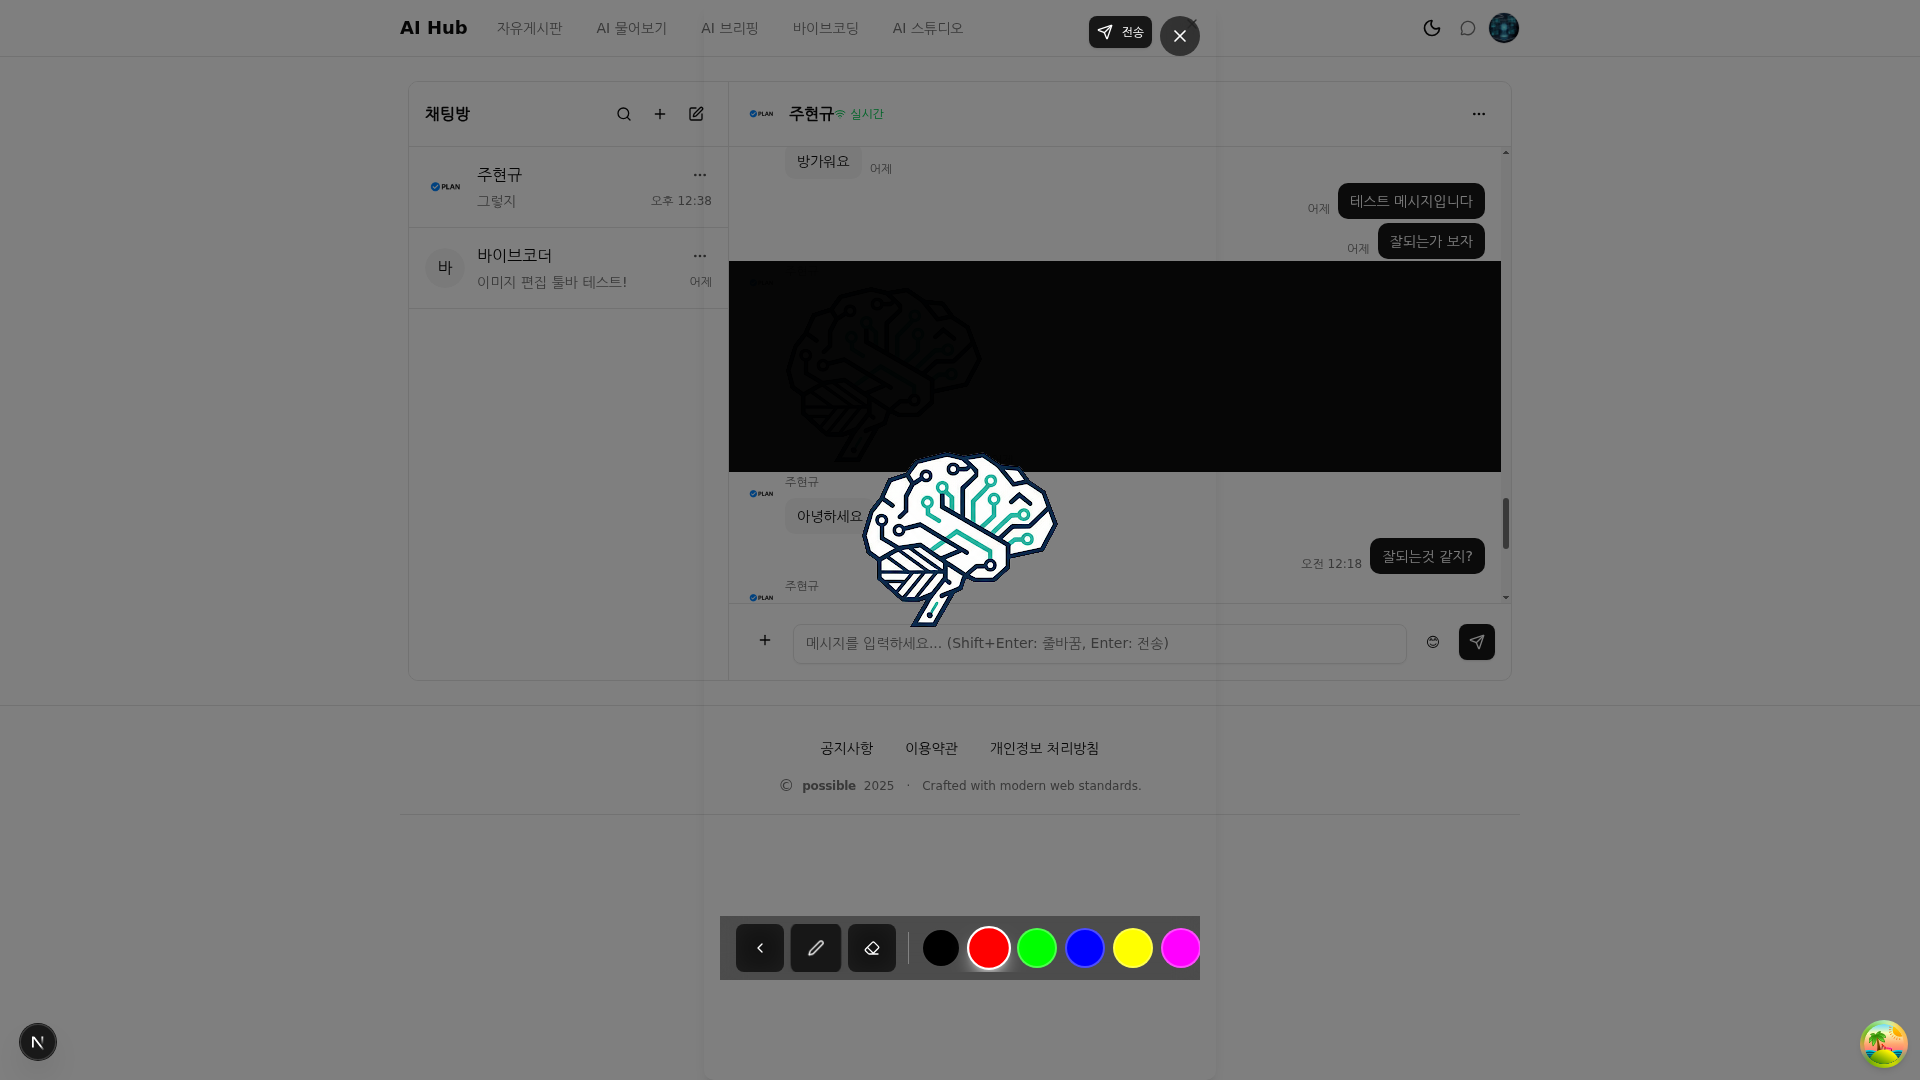 AI Hub 자유게시판 AI 물어보기 AI 브리핑 바이브코딩 AI 스튜디오 전송
채팅방
PLAN 주현규 실시간
PLAN 주현규
그렇지 오후 12:38
바 바이브코더
이미지 편집 툴바 테스트! 어제
방가워요 어제
어제 테스트 메시지입니다
어제 잘되는가 보자
주현규
PLAN
아녕하세요
오전 12:18 잘되는것 같지?
주현규
PLAN
메시지를 입력하세요... (Shift+Enter: 줄바꿈, Enter: 전송)
공지사항 이용약관 개인정보 처리방침
© possible 2025 · Crafted with modern web standards.
N